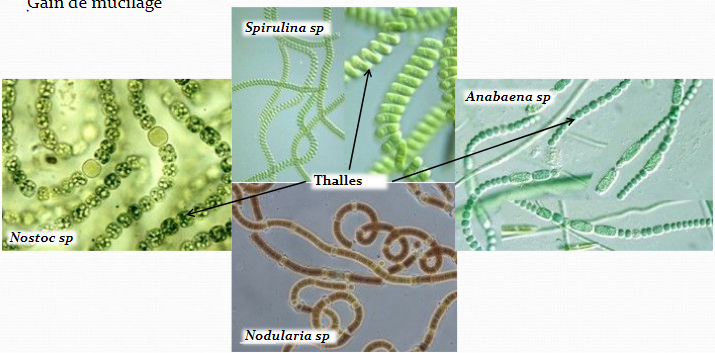 Gain de mucilage
Spirulina sp
Anabaena sp
Thalles
Nostoc sp
Nodularia sp